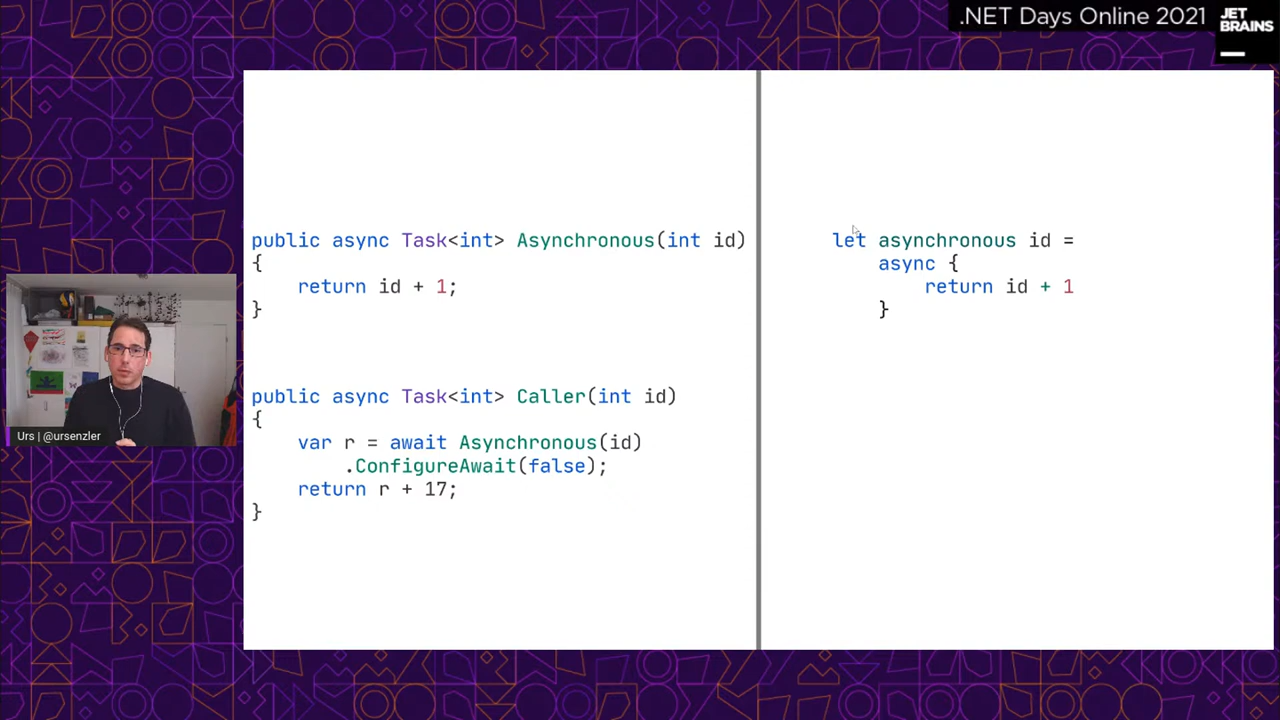 .NET Days Online 2021
JET
BRAINS
public async Task<int> Asynchronous(int id)
{
    return id + 1;
}
public async Task<int> Caller(int id)
{
    var r = await Asynchronous(id)
        .ConfigureAwait(false);
    return r + 17;
}
let asynchronous id =
    async {
        return id + 1
    }
Urs | @ursenzler